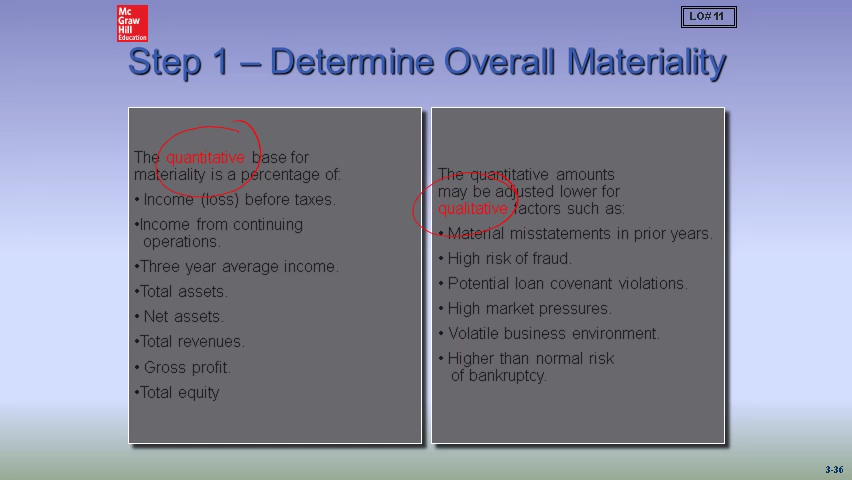 Mc
Graw
Hill
Education
LO# 11
Step 1 – Determine Overall Materiality
The quantitative base for
materiality is a percentage of:
• Income (loss) before taxes.
•Income from continuing
operations.
•Three year average income.
•Total assets.
• Net assets.
•Total revenues.
• Gross profit.
•Total equity
The quantitative amounts
may be adjusted lower for
qualitative factors such as:
• Material misstatements in prior years.
• High risk of fraud.
• Potential loan covenant violations.
• High market pressures.
• Volatile business environment.
• Higher than normal risk
of bankruptcy.
3-36